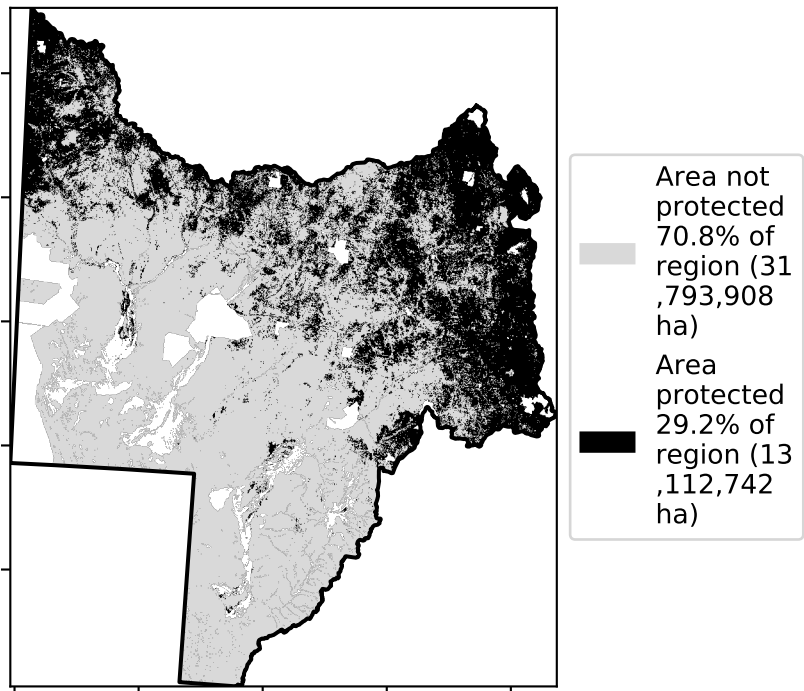 Area not
protected
70.8% of
region (31
,793,908
ha)
Area
protected
29.2% of
region (13
,112,742
ha)